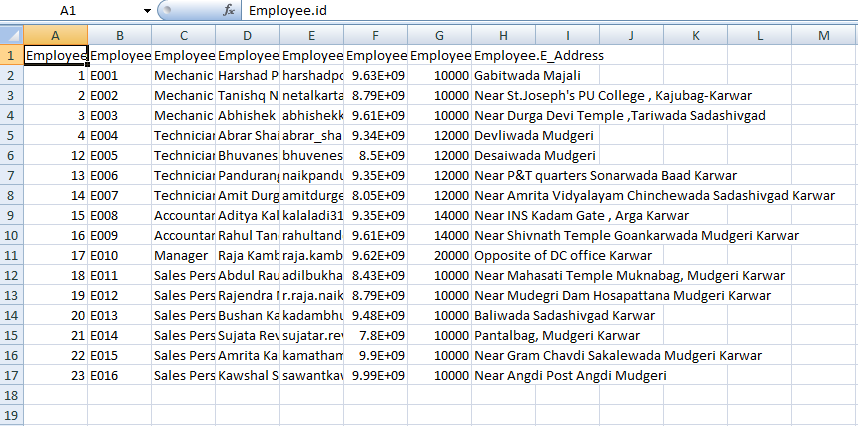 A1 fx Employee.id
A B C D E F G H I J K L M
1 Employee Employee Employee Employee Employee Employee Employee Employee.E_Address
2 1 E001 Mechanic Harshad P harshadpo 9.63E+09 10000 Gabitwada Majali
3 2 E002 Mechanic Tanishq N netalkarta 8.79E+09 10000 Near St.Joseph's PU College , Kajubag-Karwar
4 3 E003 Mechanic Abhishek abhishekk 9.61E+09 10000 Near Durga Devi Temple ,Tariwada Sadashivgad
5 4 E004 Technician Abrar Sha abrar_sha 9.34E+09 12000 Devliwada Mudgeri
6 12 E005 Technician Bhuvanes bhuvenes 8.5E+09 12000 Desaiwada Mudgeri
7 13 E006 Technician Pandurang naikpandu 9.35E+09 12000 Near P&T quarters Sonarwada Baad Karwar
8 14 E007 Technician Amit Durg amitdurge 8.05E+09 12000 Near Amrita Vidyalayam Chinchewada Sadashivgad Karwar
9 15 E008 Accountan Aditya Kal kalaladi31 9.35E+09 14000 Near INS Kadam Gate , Arga Karwar
10 16 E009 Accountan Rahul Tan rahultand 9.61E+09 14000 Near Shivnath Temple Goankarwada Mudgeri Karwar
11 17 E010 Manager Raja Kamb raja.kamb 9.62E+09 20000 Opposite of DC office Karwar
12 18 E011 Sales Pers Abdul Rau adilbukha 8.43E+09 10000 Near Mahasati Temple Muknabag, Mudgeri Karwar
13 19 E012 Sales Pers Rajendra r.raja.naik 8.79E+09 10000 Near Mudegri Dam Hosapattana Mudgeri Karwar
14 20 E013 Sales Pers Bushan Ka kadambhu 9.48E+09 10000 Baliwada Sadashivgad Karwar
15 21 E014 Sales Pers Sujata Rev sujatar.rev 7.8E+09 10000 Pantalbag, Mudgeri Karwar
16 22 E015 Sales Pers Amrita Ka kamatham 9.9E+09 10000 Near Gram Chavdi Sakalewada Mudgeri Karwar
17 23 E016 Sales Pers Kawshal S sawantkav 9.99E+09 10000 Near Angdi Post Angdi Mudgeri
18
19